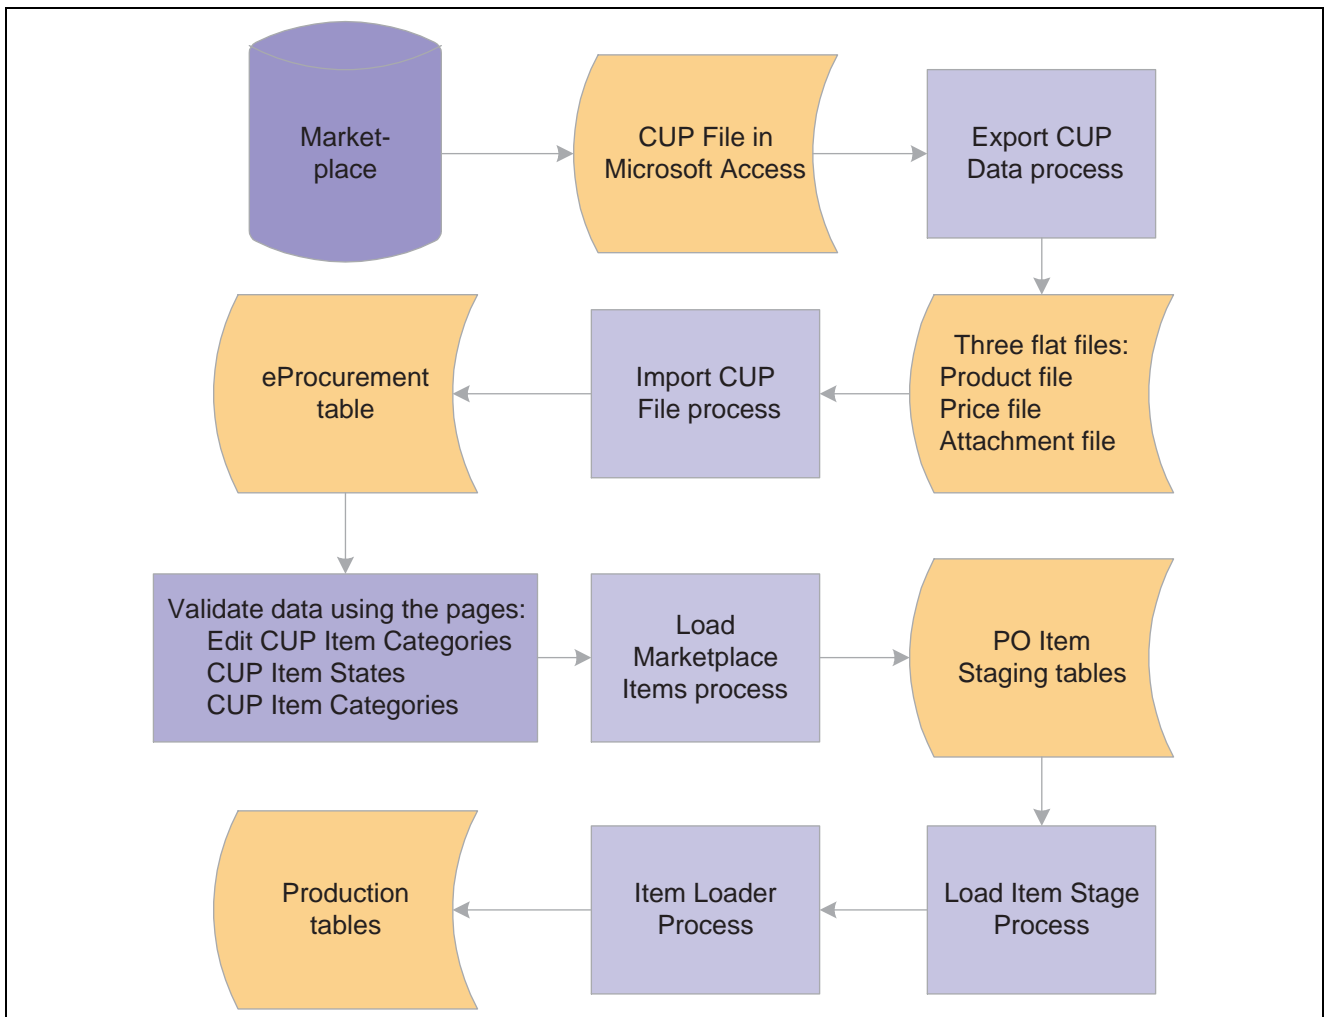 Market-
place
CUP File in
Microsoft Access
Export CUP
Data process
Three flat files:
Product file
Price file
Attachment file
Import CUP
File process
eProcurement
table
Validate data using the pages:
Edit CUP Item Categories
CUP Item States
CUP Item Categories
Load
Marketplace
Items process
PO Item
Staging tables
Load Item Stage
Process
Item Loader
Process
Production
tables